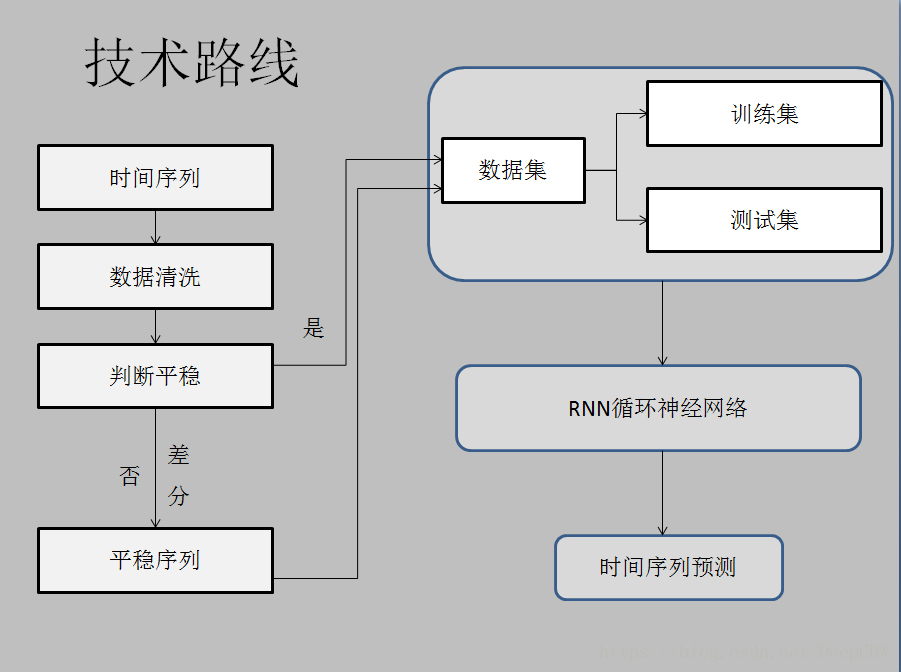 技术路线
时间序列
数据清洗
判断平稳
是
否
差
分
平稳序列
数据集
训练集
测试集
RNN循环神经网络
时间序列预测